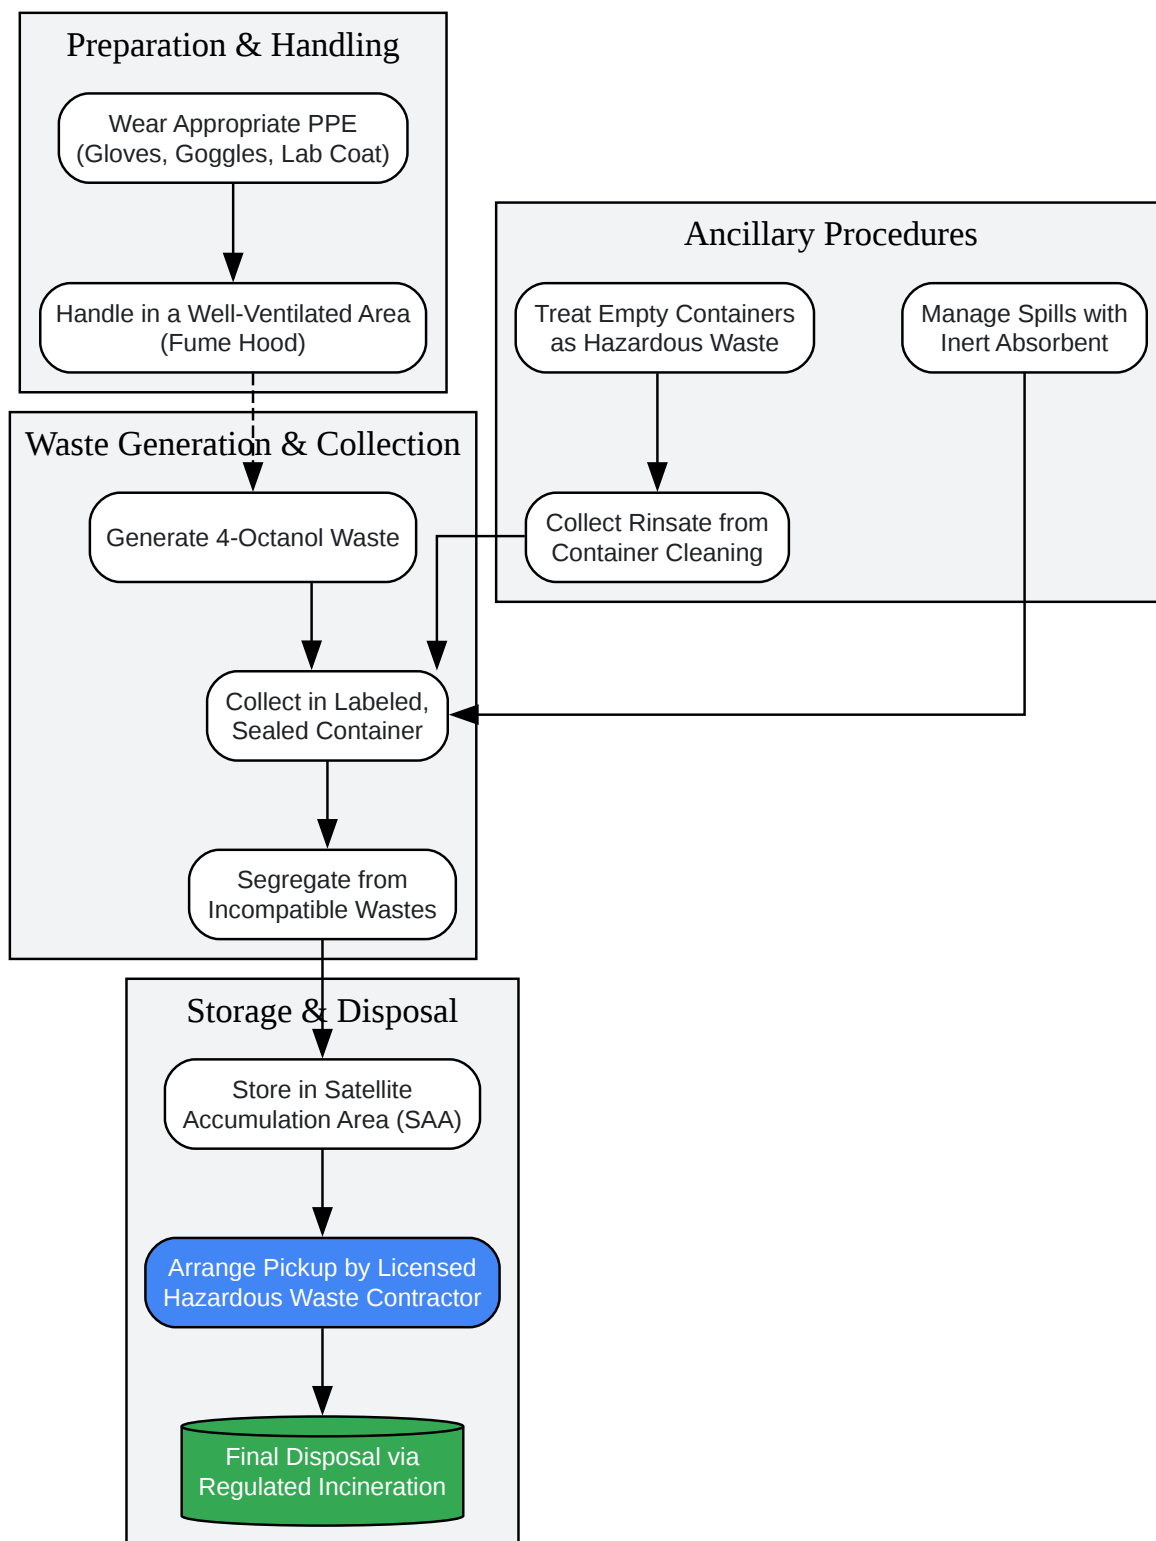 Preparation & Handling
Wear Appropriate PPE
(Gloves, Goggles, Lab Coat)
Handle in a Well-Ventilated Area
(Fume Hood)
Ancillary Procedures
Treat Empty Containers
as Hazardous Waste
Manage Spills with
Inert Absorbent
Collect Rinsate from
Container Cleaning
Waste Generation & Collection
Generate 4-Octanol Waste
Collect in Labeled,
Sealed Container
Segregate from
Incompatible Wastes
Storage & Disposal
Store in Satellite
Accumulation Area (SAA)
Arrange Pickup by Licensed
Hazardous Waste Contractor
Final Disposal via
Regulated Incineration